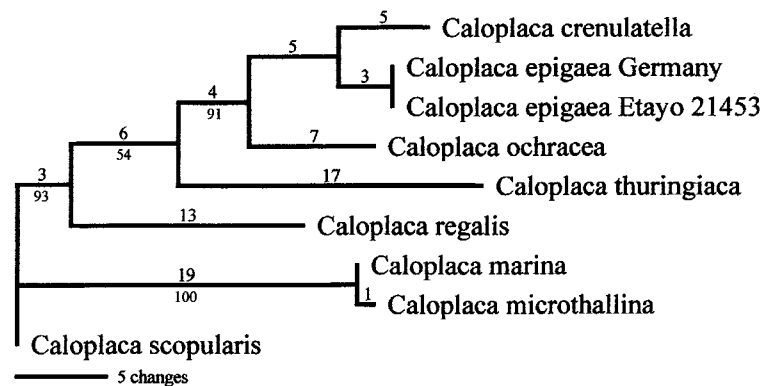 5
Caloplaca crenulatella
5
3
Caloplaca epigaea Germany
Caloplaca epigaea Etayo 21453
4
91
7
Caloplaca ochracea
6
54
17
Caloplaca thuringiaca
3
93
13
Caloplaca regalis
19
100
Caloplaca marina
1
Caloplaca microthallina
Caloplaca scopularis
5 changes